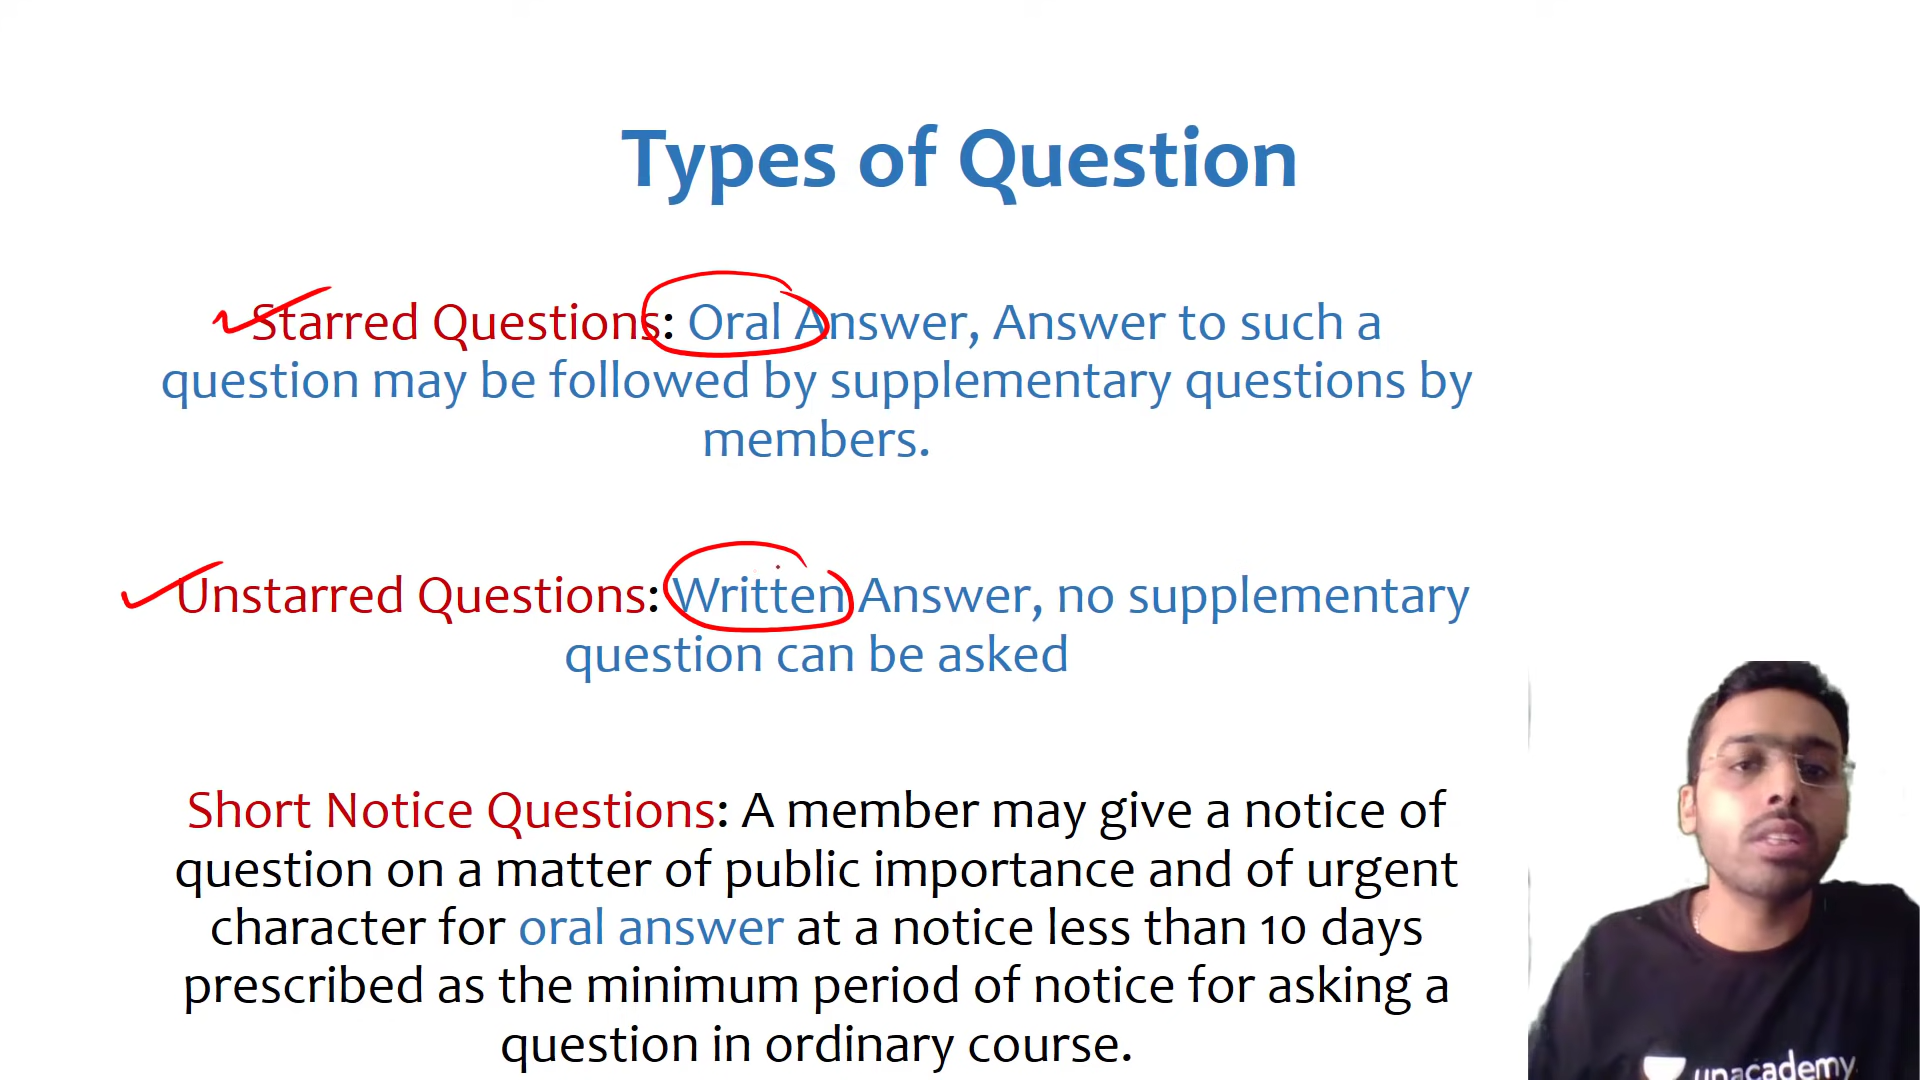 Types of Question
Starred Questions: Oral Answer, Answer to such a
question may be followed by supplementary questions by
members.
Unstarred Questions: Written Answer, no supplementary
question can be asked
Short Notice Questions: A member may give a notice of
question on a matter of public importance and of urgent
character for oral answer at a notice less than 10 days
prescribed as the minimum period of notice for asking a
question in ordinary course.
unacademy